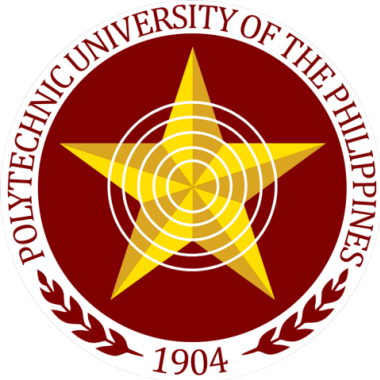 POLYTECHNIC UNIVERSITY OF THE PHILIPPINES
1904